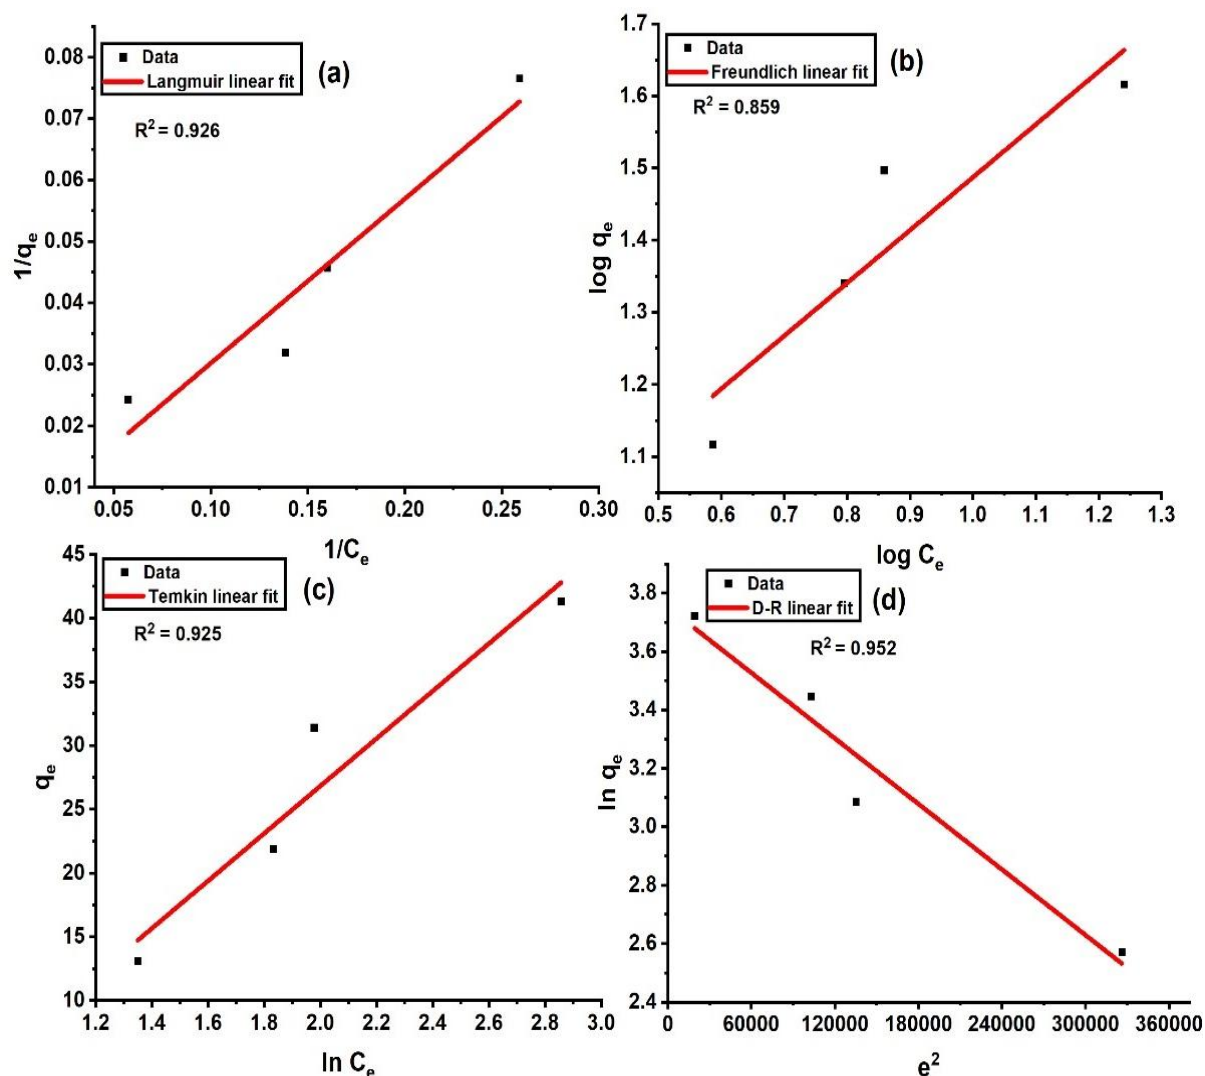 Data
Langmuir linear fit
(a)
R² = 0.926
0.08
0.07
0.06
0.05
0.04
0.03
0.02
0.01
1/qₑ
0.05 0.10 0.15 0.20 0.25 0.30
1/Cₑ
Data
Freundlich linear fit
(b)
R² = 0.859
1.7
1.6
1.5
1.4
1.3
1.2
1.1
log qₑ
0.5 0.6 0.7 0.8 0.9 1.0 1.1 1.2 1.3
log Cₑ
Data
Temkin linear fit
(c)
R² = 0.925
45
40
35
30
25
20
15
10
qₑ
1.2 1.4 1.6 1.8 2.0 2.2 2.4 2.6 2.8 3.0
ln Cₑ
Data
D-R linear fit
(d)
R² = 0.952
3.8
3.6
3.4
3.2
3.0
2.8
2.6
2.4
ln qₑ
0 60000 120000 180000 240000 300000 360000
e²